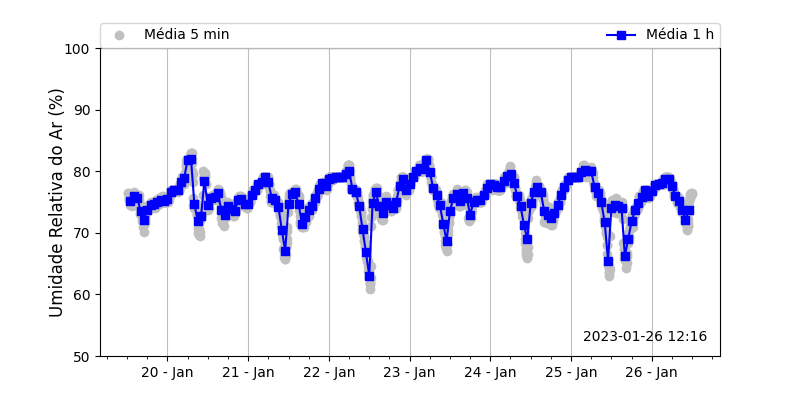 Média 5 min
Média 1 h
Umidade Relativa do Ar (%)
100
90
80
70
60
50
2023-01-26 12:16
20 - Jan
21 - Jan
22 - Jan
23 - Jan
24 - Jan
25 - Jan
26 - Jan